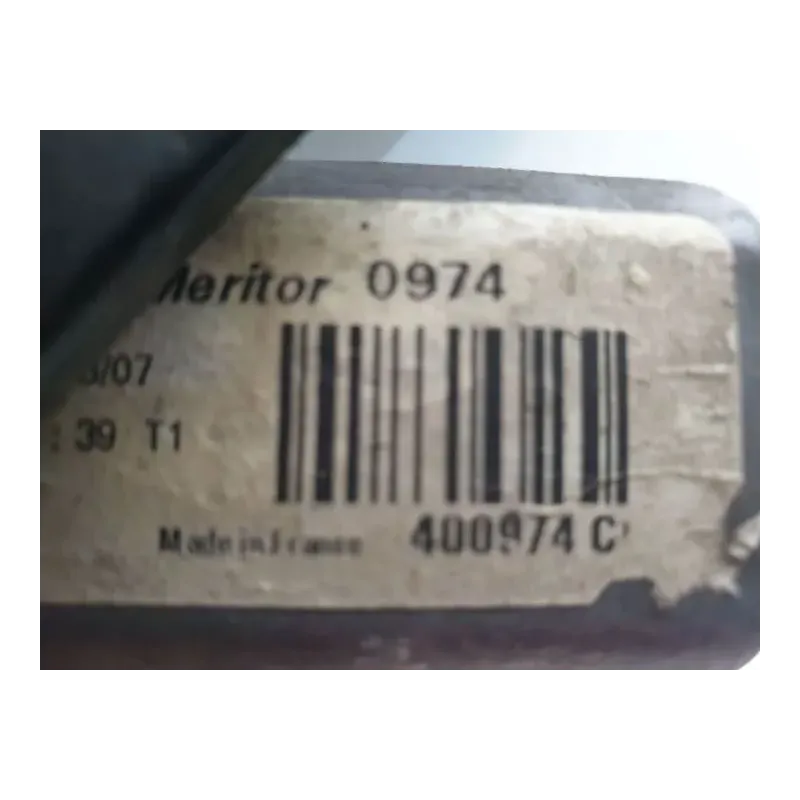 Meritor 0974
/07
: 39 T1
Made in France 400974 C